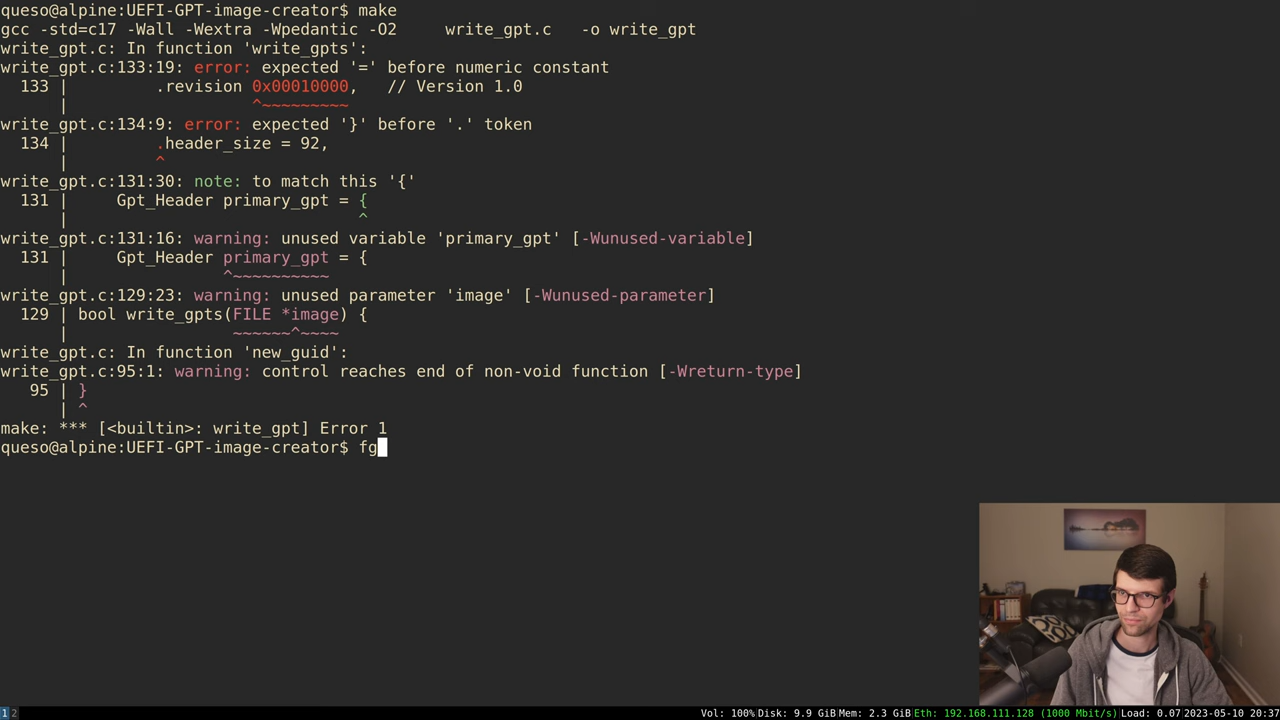 queso@alpine:UEFI-GPT-image-creator$ make
gcc -std=c17 -Wall -Wextra -Wpedantic -O2     write_gpt.c   -o write_gpt
write_gpt.c: In function 'write_gpts':
write_gpt.c:133:19: error: expected '=' before numeric constant
  133 |         .revision 0x00010000,   // Version 1.0
      |                   ^~~~~~~~~~
write_gpt.c:134:9: error: expected '}' before '.' token
  134 |         .header_size = 92,
      |         ^
write_gpt.c:131:30: note: to match this '{'
  131 |     Gpt_Header primary_gpt = {
      |                              ^
write_gpt.c:131:16: warning: unused variable 'primary_gpt' [-Wunused-variable]
  131 |     Gpt_Header primary_gpt = {
      |                ^~~~~~~~~~~
write_gpt.c:129:23: warning: unused parameter 'image' [-Wunused-parameter]
  129 | bool write_gpts(FILE *image) {
      |                 ~~~~~~^~~~~
write_gpt.c: In function 'new_guid':
write_gpt.c:95:1: warning: control reaches end of non-void function [-Wreturn-type]
   95 | }
      | ^
make: *** [<builtin>: write_gpt] Error 1
queso@alpine:UEFI-GPT-image-creator$ fg
1 2 Vol: 100% Disk: 9.9 GiB Mem: 2.3 GiB Eth: 192.168.111.128 (1000 Mbit/s) Load: 0.07 2023-05-10 20:37